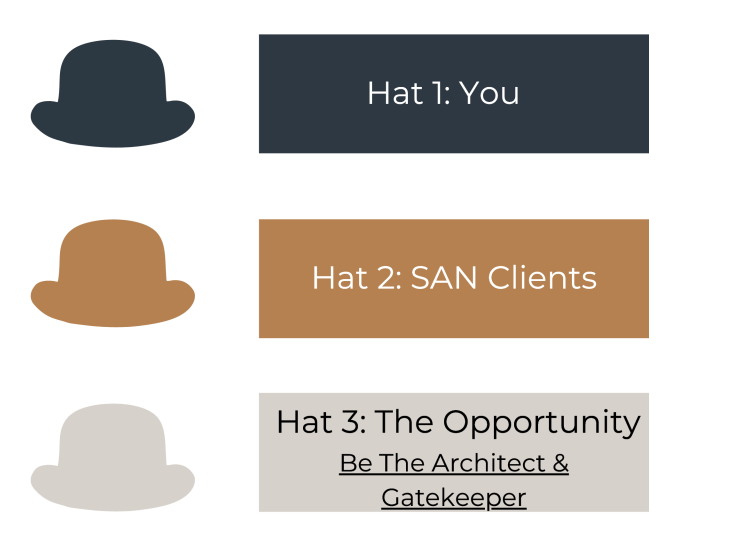 Hat 1: You
Hat 2: SAN Clients
Hat 3: The Opportunity
Be The Architect &
Gatekeeper